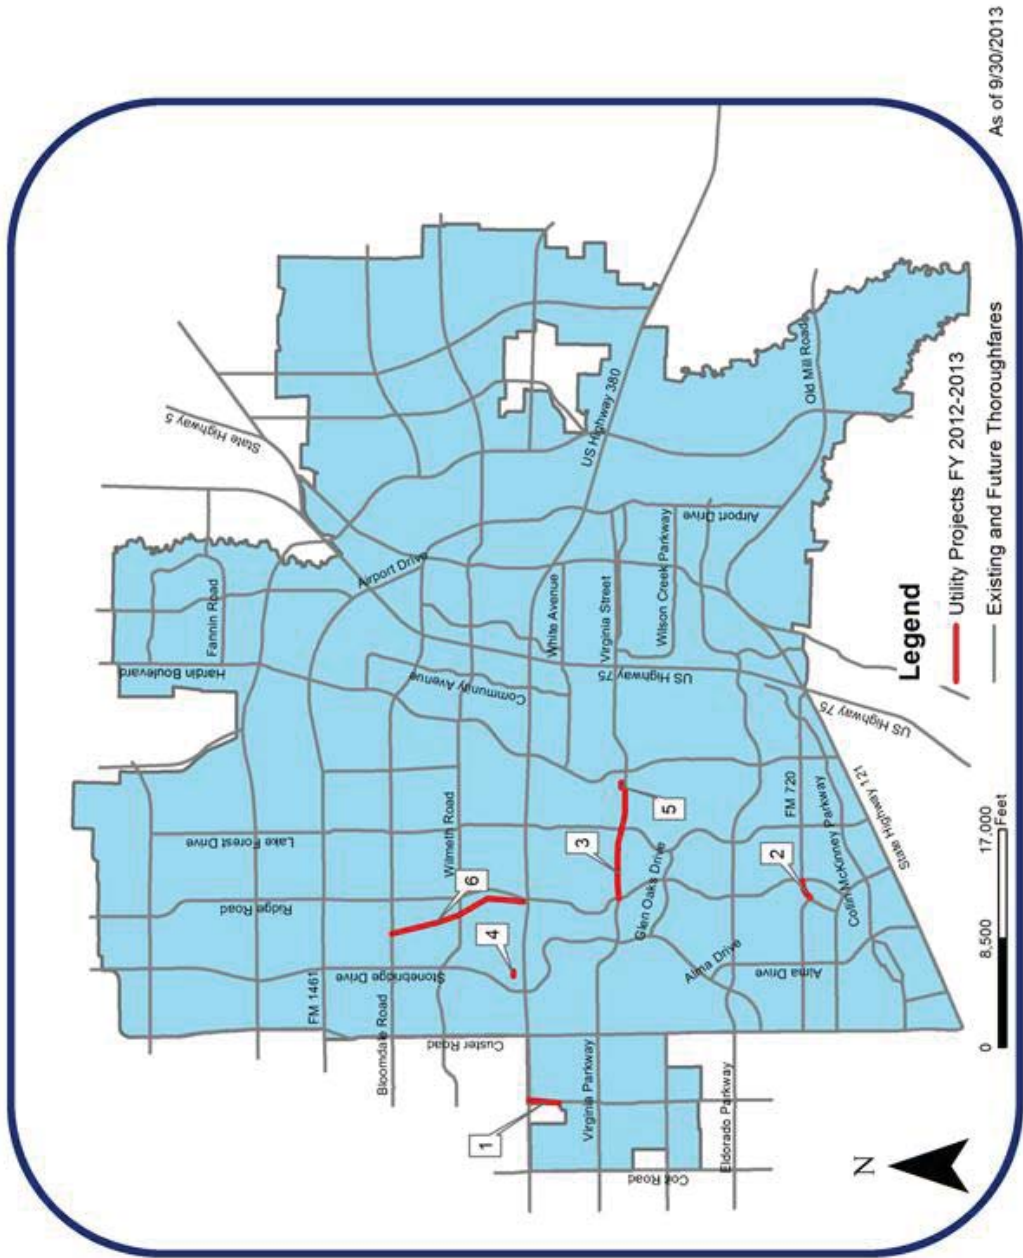 As of 9/30/2013
State Highway 5
Fannin Road
Hardin Boulevard
Airport Drive
US Highway 380
Old Mill Road
Lake Forest Drive
Ridge Road
FM 1461
Stonebridge Drive
Bloomdale Road
Custer Road
Wilmeth Road
6
4
Community Avenue
White Avenue
Virginia Street
Wilson Creek Parkway
Airport Drive
US Highway 75
3
5
Glen Oaks Drive
1
Virginia Parkway
Coit Road
Eldorado Parkway
Alma Drive
Alma Drive
2
FM 720
Collin McKinney Parkway
State Highway 121
US Highway 75
N
0
8,500
17,000
Feet
Legend
Utility Projects FY 2012-2013
Existing and Future Thoroughfares